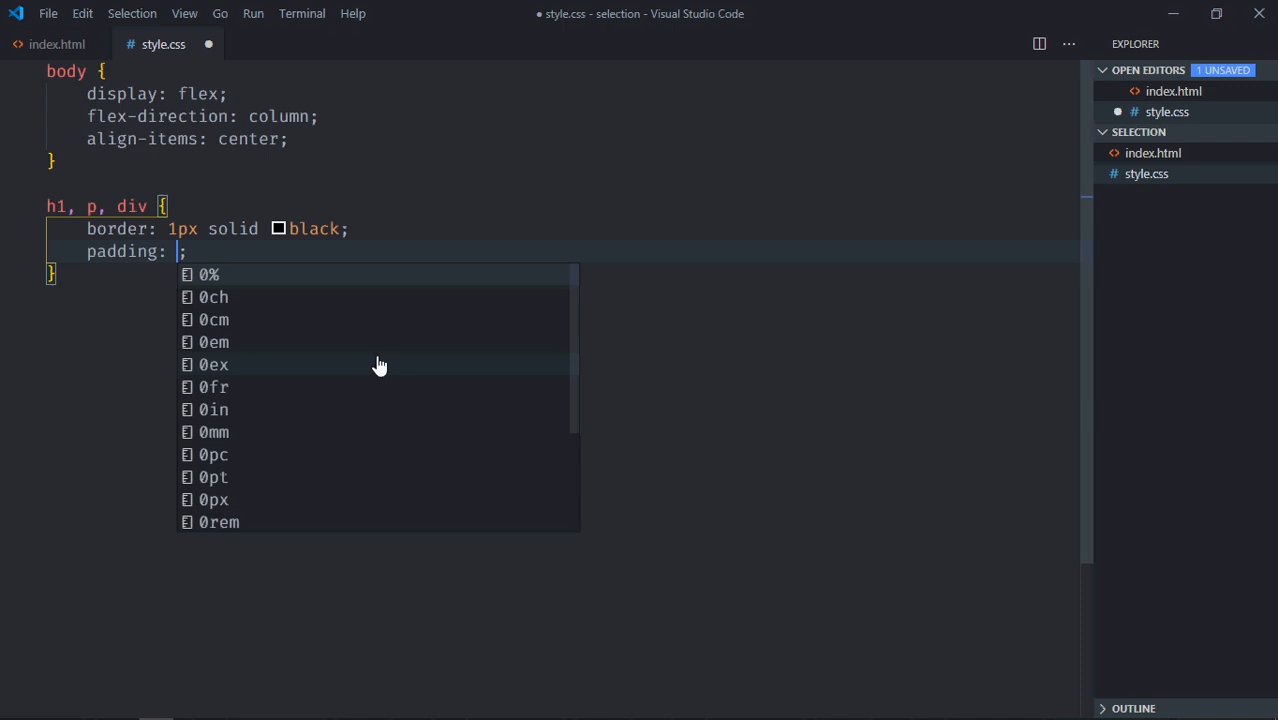 File Edit Selection View Go Run Terminal Help
● style.css - selection - Visual Studio Code
<> index.html
# style.css ●
EXPLORER
body {
display: flex;
flex-direction: column;
align-items: center;
}
h1, p, div {
border: 1px solid black;
padding: ;
}
0%
0ch
0cm
0em
0ex
0fr
0in
0mm
0pc
0pt
0px
0rem
OPEN EDITORS 1 UNSAVED
<> index.html
● # style.css
SELECTION
<> index.html
# style.css
OUTLINE